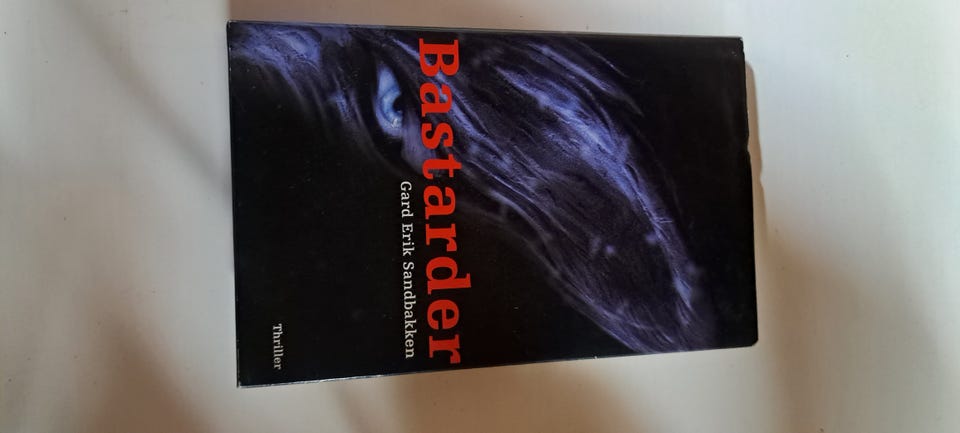 Bastarder
Gard Erik Sandbakken
Thriller